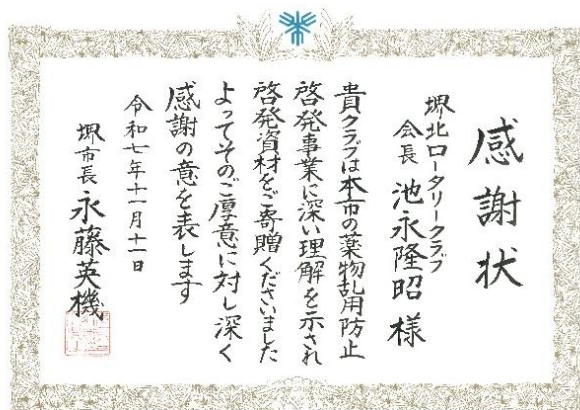 感謝状
堺北ロータリークラブ
会長 池永隆昭 様
貴クラブは本市の薬物乱用防止
啓発事業に深い理解を示され
啓発資材をご寄贈くださいました
よってそのご厚意に対し深く
感謝の意を表します
令和七年十一月十一日
堺市長 永藤英機